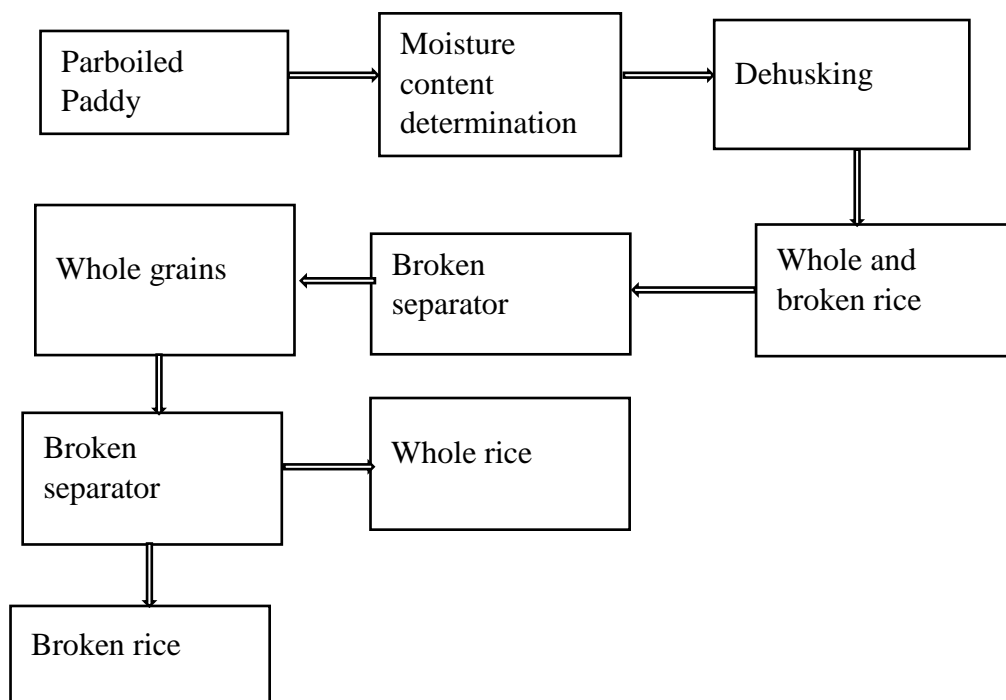 Parboiled
Paddy
Moisture
content
determination
Dehusking
Whole and
broken rice
Broken
separator
Whole grains
Broken
separator
Whole rice
Broken rice